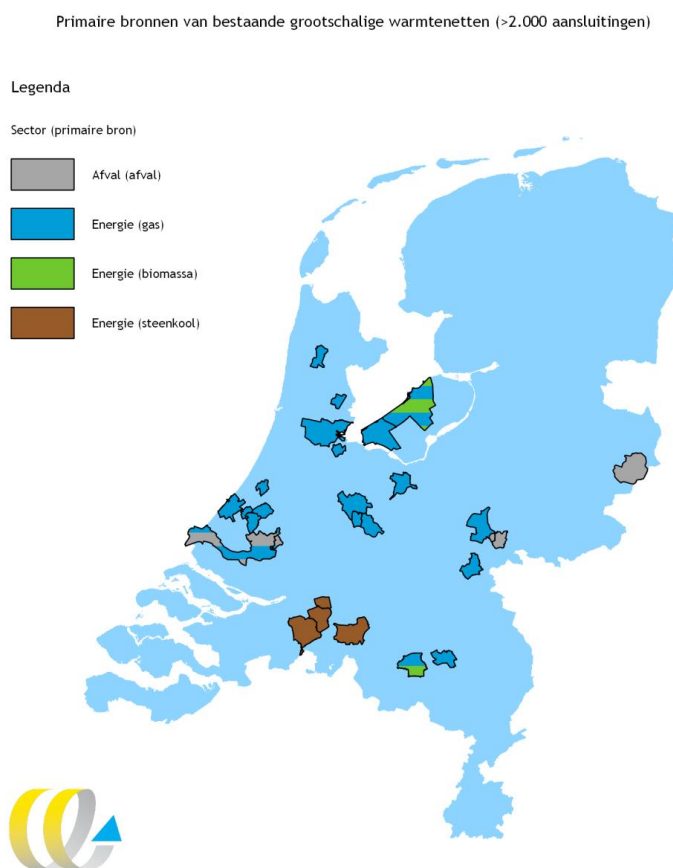 Primaire bronnen van bestaande grootschalige warmtenetten (>2.000 aansluitingen)
Legenda
Sector (primaire bron)
Afval (afval)
Energie (gas)
Energie (biomassa)
Energie (steenkool)